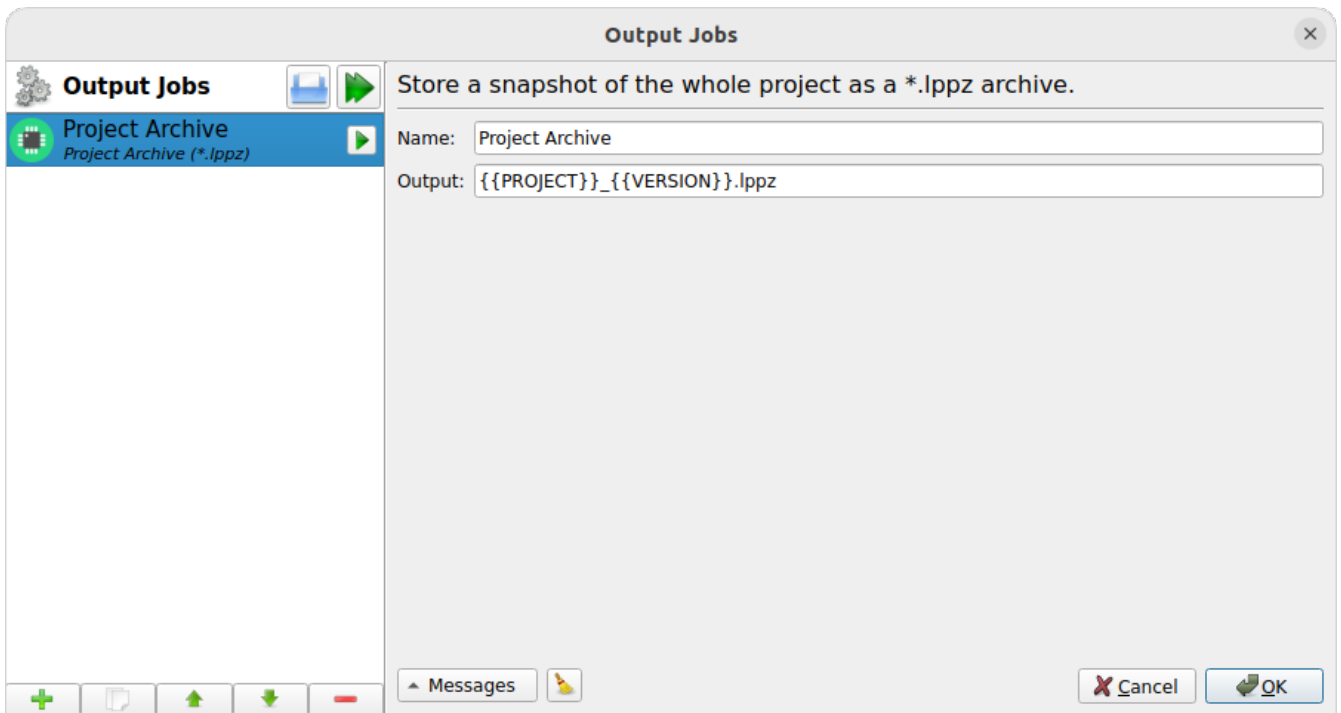 Output Jobs
Output Jobs
Project Archive
Project Archive (*.lppz)
Store a snapshot of the whole project as a *.lppz archive.
Name: Project Archive
Output: {{PROJECT}}_{{VERSION}}.lppz
Messages
Cancel
OK